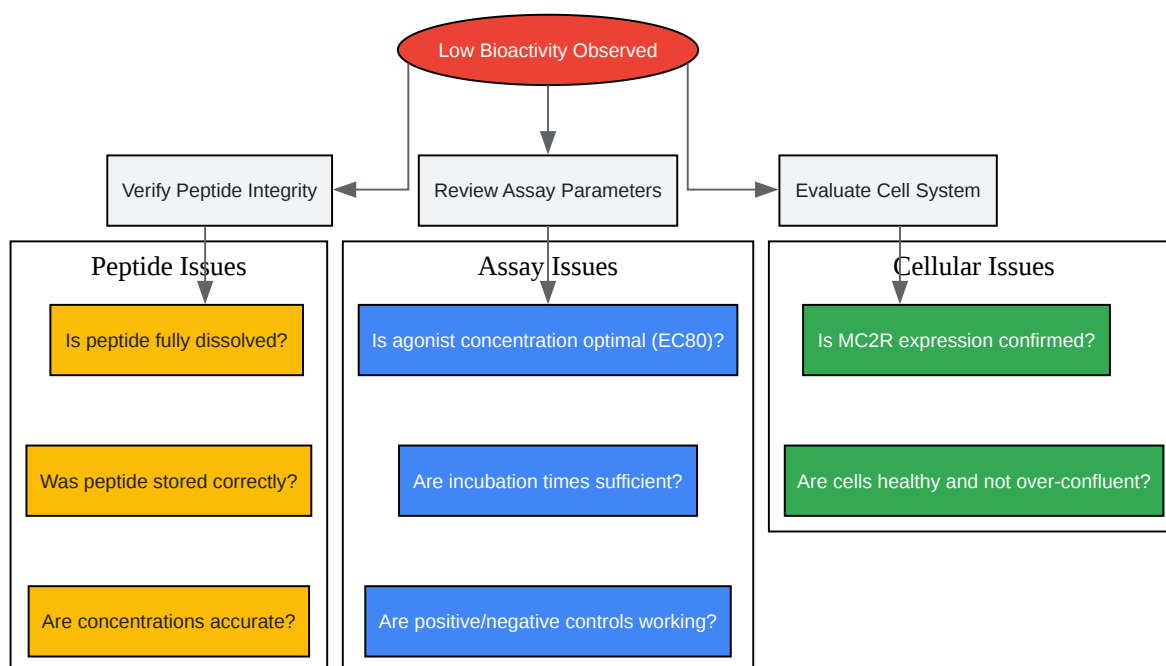 Low Bioactivity Observed
Verify Peptide Integrity
Review Assay Parameters
Evaluate Cell System
Peptide Issues
Assay Issues
Cellular Issues
Is peptide fully dissolved?
Is agonist concentration optimal (EC80)?
Is MC2R expression confirmed?
Was peptide stored correctly?
Are incubation times sufficient?
Are cells healthy and not over-confluent?
Are concentrations accurate?
Are positive/negative controls working?